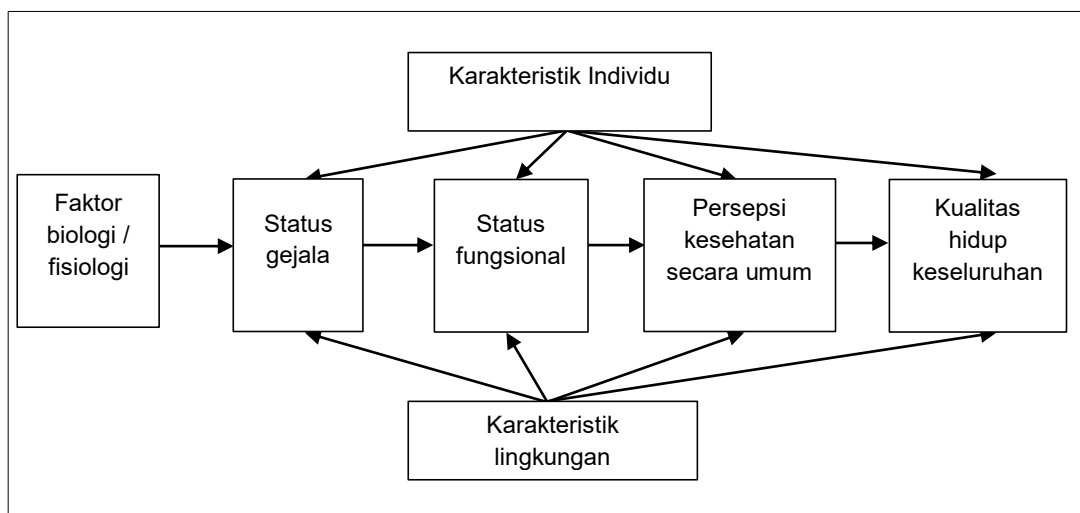 Karakteristik Individu
Faktor
biologi /
fisiologi
Status
gejala
Status
fungsional
Persepsi
kesehatan
secara umum
Kualitas
hidup
keseluruhan
Karakteristik
lingkungan